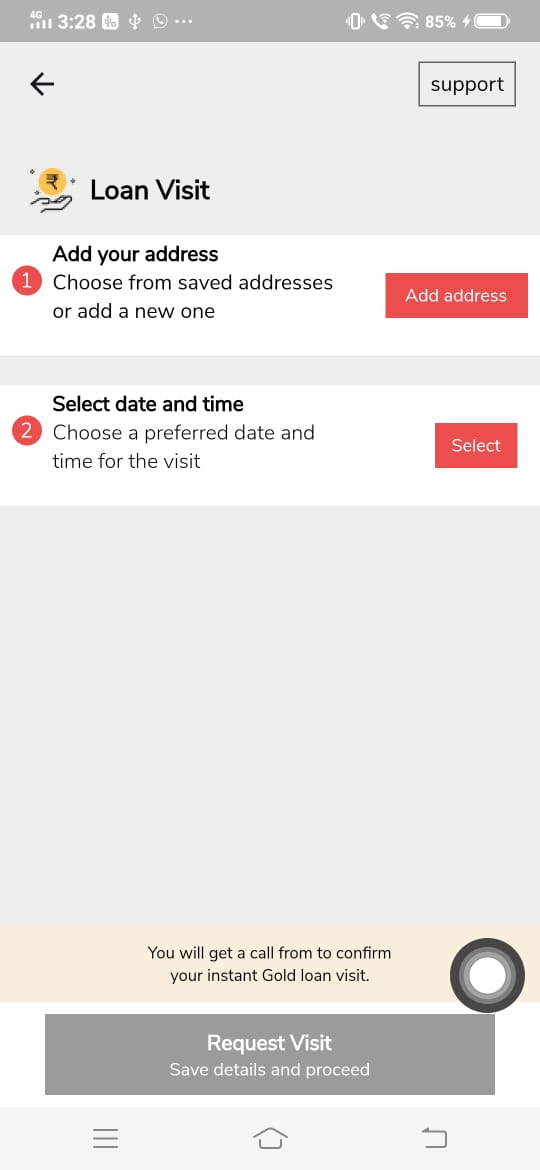 4G 3:28 85%
support
Loan Visit
Add your address
1 Choose from saved addresses
or add a new one
Add address
Select date and time
2 Choose a preferred date and
time for the visit
Select
You will get a call from to confirm
your instant Gold loan visit.
Request Visit
Save details and proceed